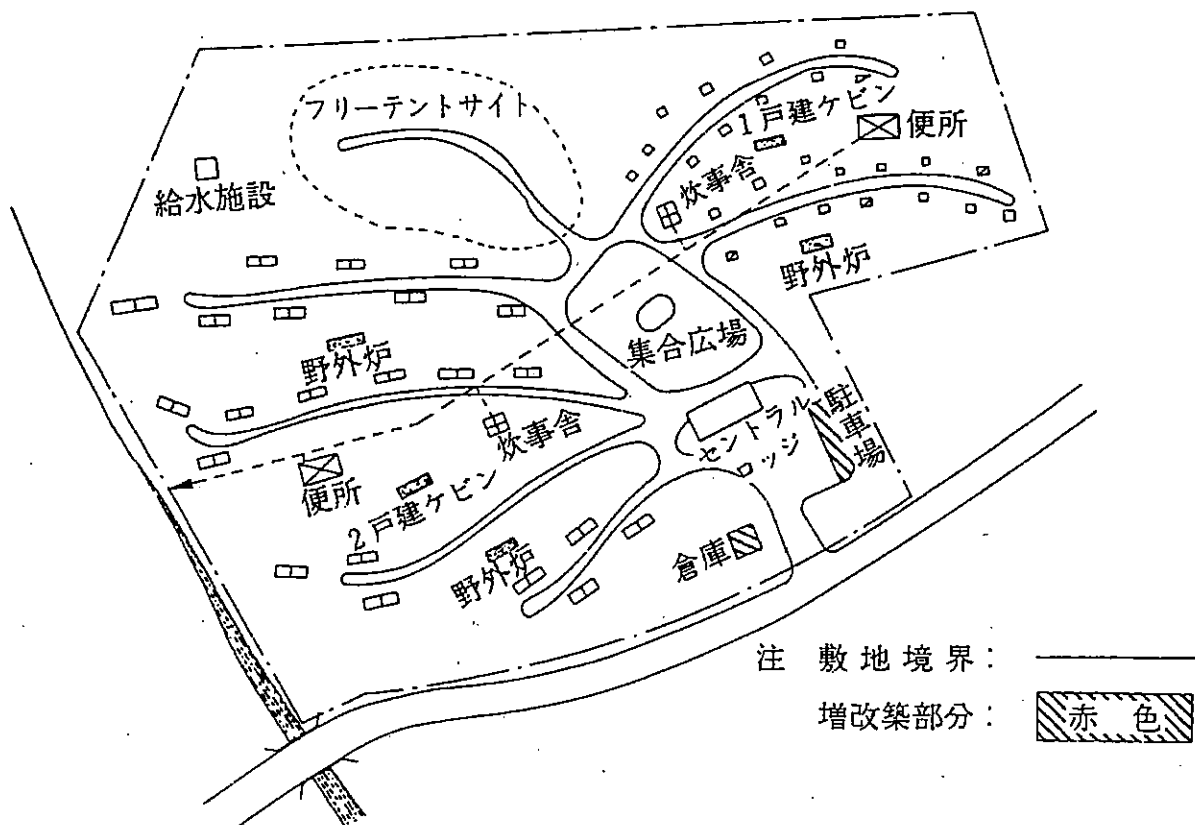 フリーテントサイト
1戸建ケビン
便所
給水施設
炊事舎
野外炉
集合広場
野外炉
セントラル
ロッジ
駐車場
炊事舎
便所
2戸建ケビン
野外炉
倉庫
注 敷地境界:
増改築部分: 赤色